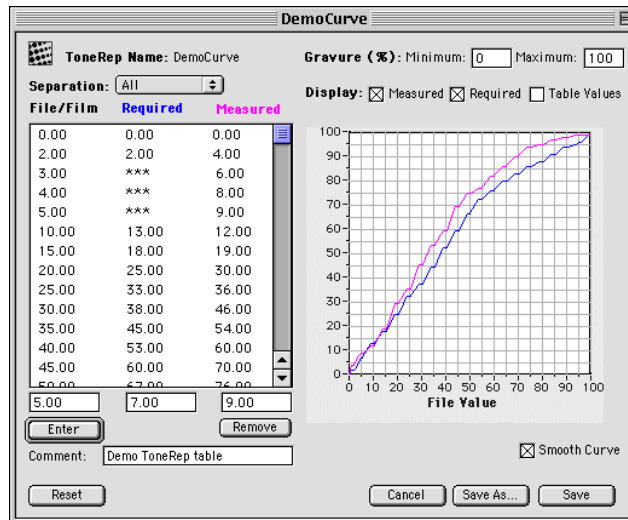 DemoCurve
ToneRep Name: DemoCurve
Gravure (%): Minimum: 0 Maximum: 100
Separation: All
Display: Measured Required Table Values
File/Film Required Measured
0.00 0.00 0.00
2.00 2.00 4.00
3.00 *** 6.00
4.00 *** 8.00
5.00 *** 9.00
10.00 13.00 12.00
15.00 18.00 19.00
20.00 25.00 30.00
25.00 33.00 36.00
30.00 38.00 46.00
35.00 45.00 54.00
40.00 53.00 60.00
45.00 60.00 70.00
50.00 67.00 76.00
5.00 7.00 9.00
Enter Remove
Comment: Demo ToneRep table
100
90
80
70
60
50
40
30
20
10
0
0 10 20 30 40 50 60 70 80 90 100
File Value
Smooth Curve
Reset Cancel Save As... Save